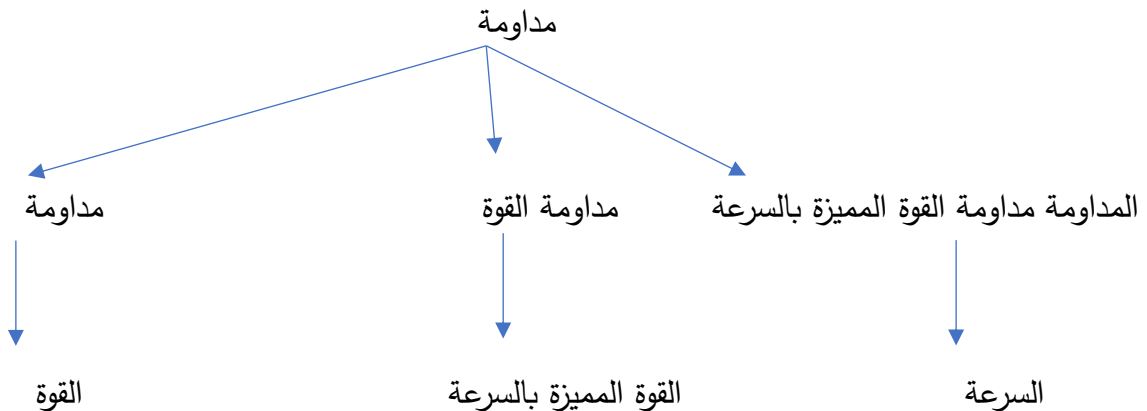 مداومة
المداومة مداومة القوة المميزة بالسرعة
مداومة القوة
مداومة
السرعة
القوة المميزة بالسرعة
القوة